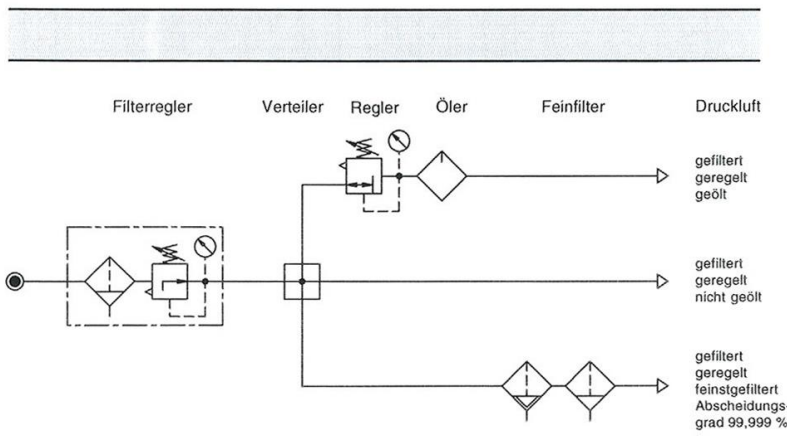 Filterregler Verteiler Regler Öler Feinfilter Druckluft
gefiltert
geregelt
geölt
gefiltert
geregelt
nicht geölt
gefiltert
geregelt
feinstgefiltert
Abscheidungs-
grad 99,999 %